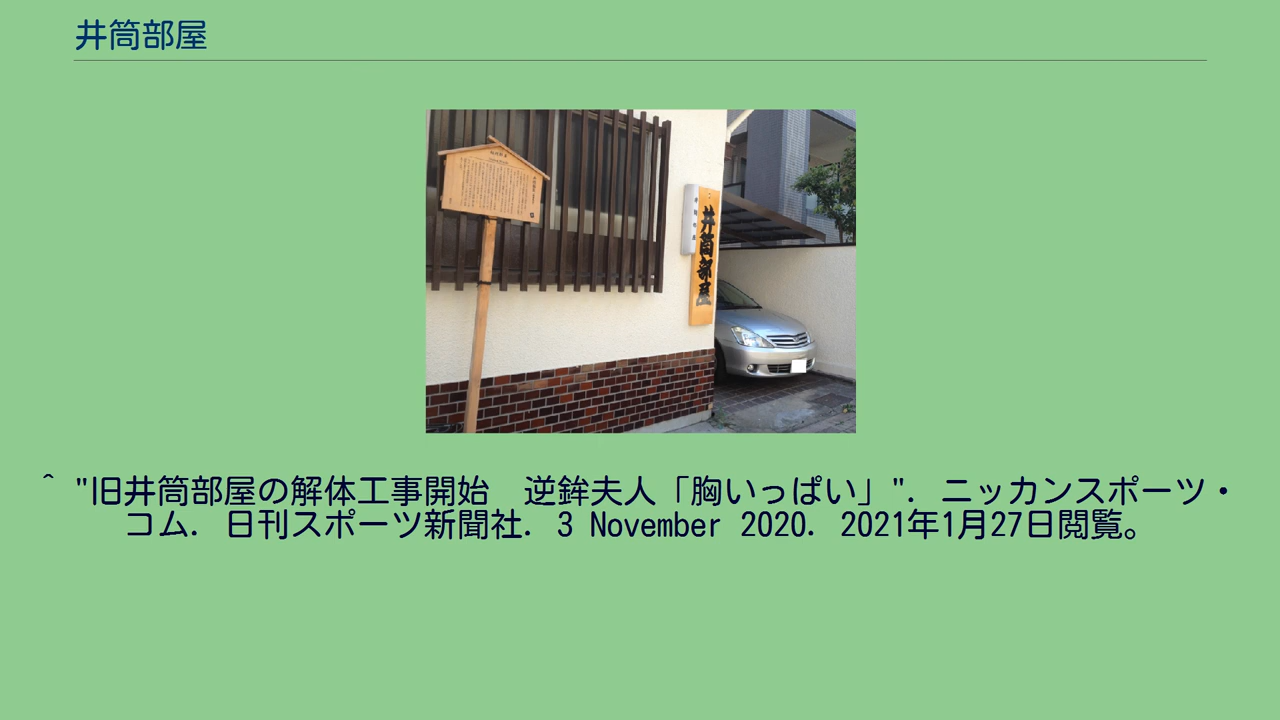 井筒部屋
井筒部屋
^ "旧井筒部屋の解体工事開始　逆鉾夫人「胸いっぱい」". ニッカンスポーツ・
コム. 日刊スポーツ新聞社. 3 November 2020. 2021年1月27日閲覧。